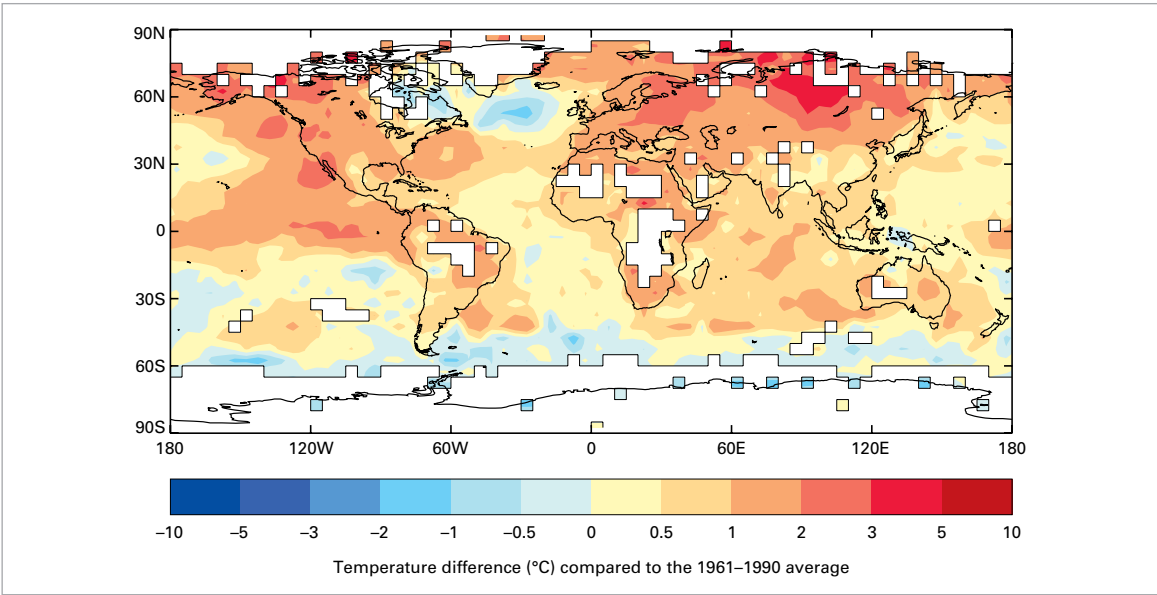 90N
60N
30N
0
30S
60S
90S
180 120W 60W 0 60E 120E 180
–10 –5 –3 –2 –1 –0.5 0 0.5 1 2 3 5 10
Temperature difference (°C) compared to the 1961–1990 average